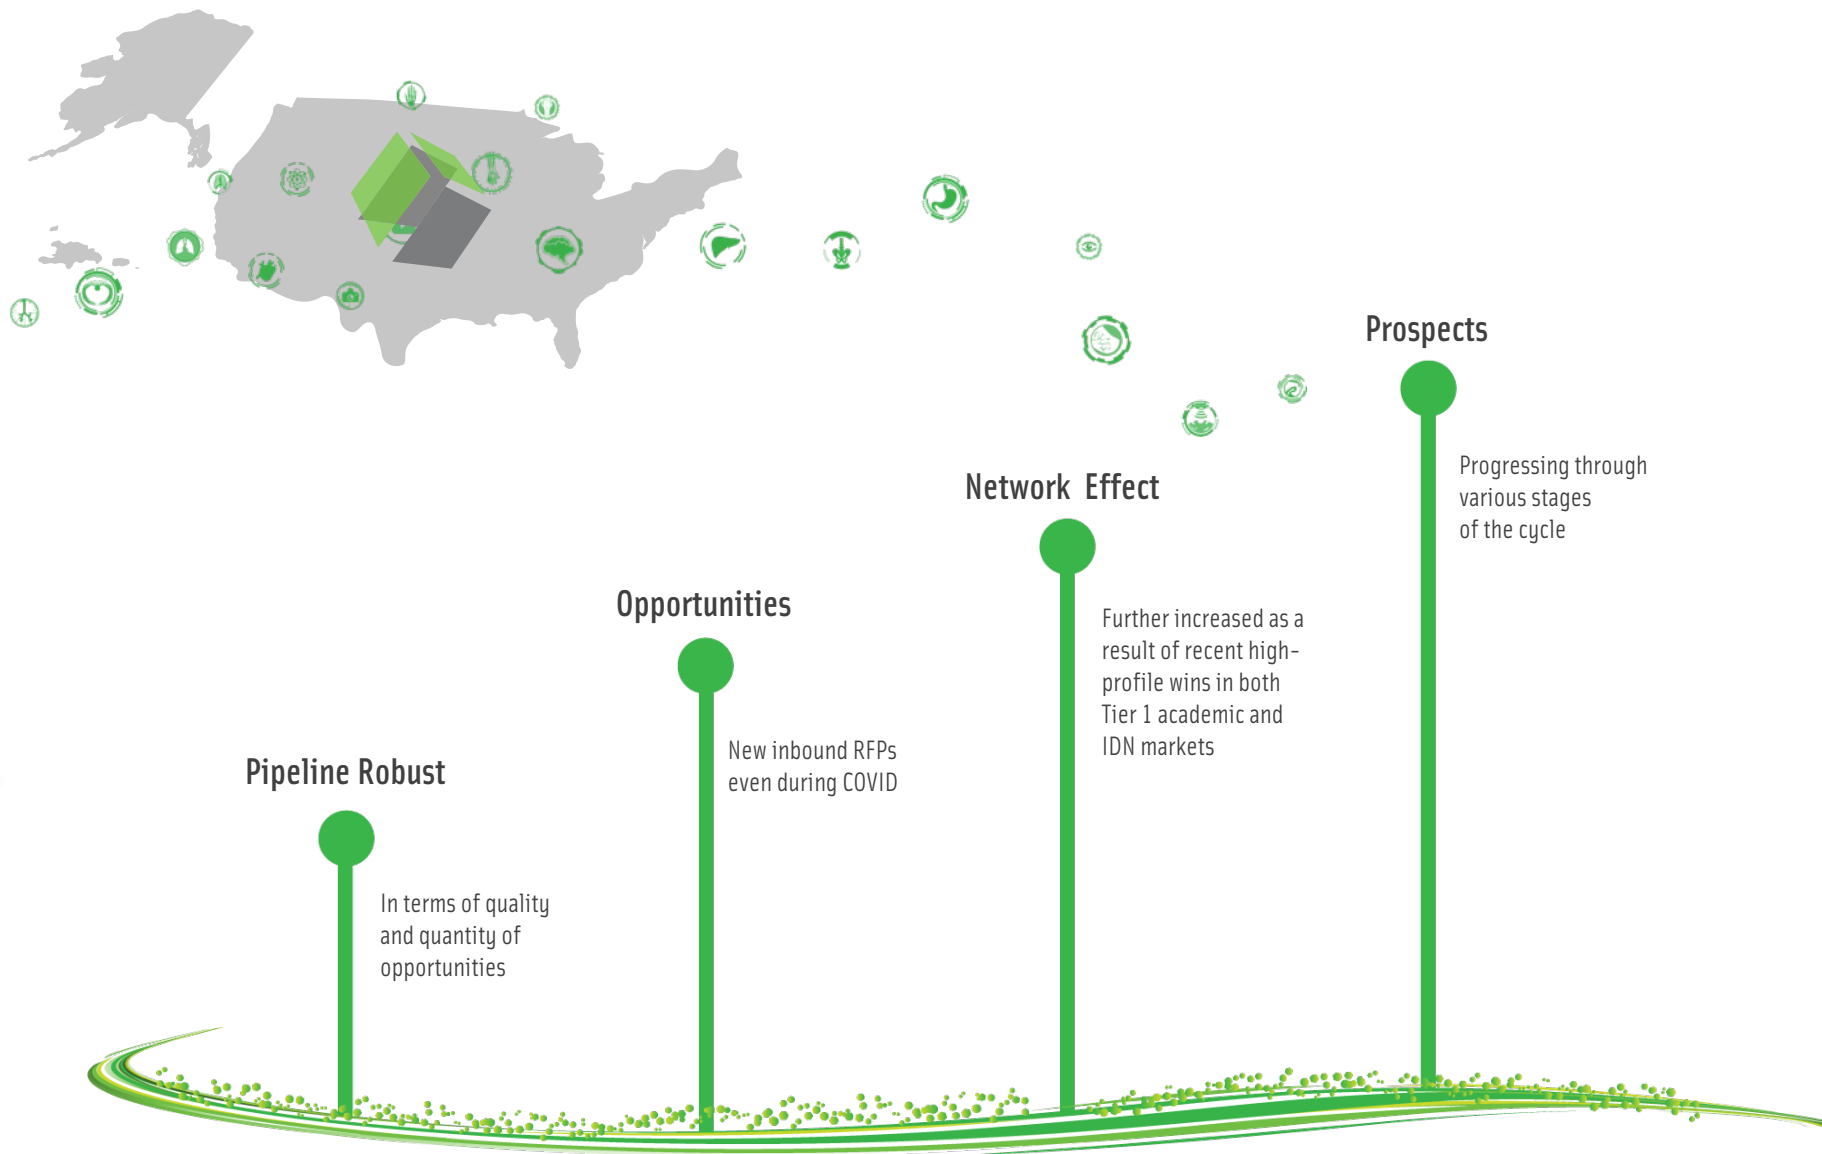 Prospects
Progressing through
various stages
of the cycle
Network Effect
Further increased as a
result of recent high-
profile wins in both
Tier 1 academic and
IDN markets
Opportunities
New inbound RFPs
even during COVID
Pipeline Robust
In terms of quality
and quantity of
opportunities